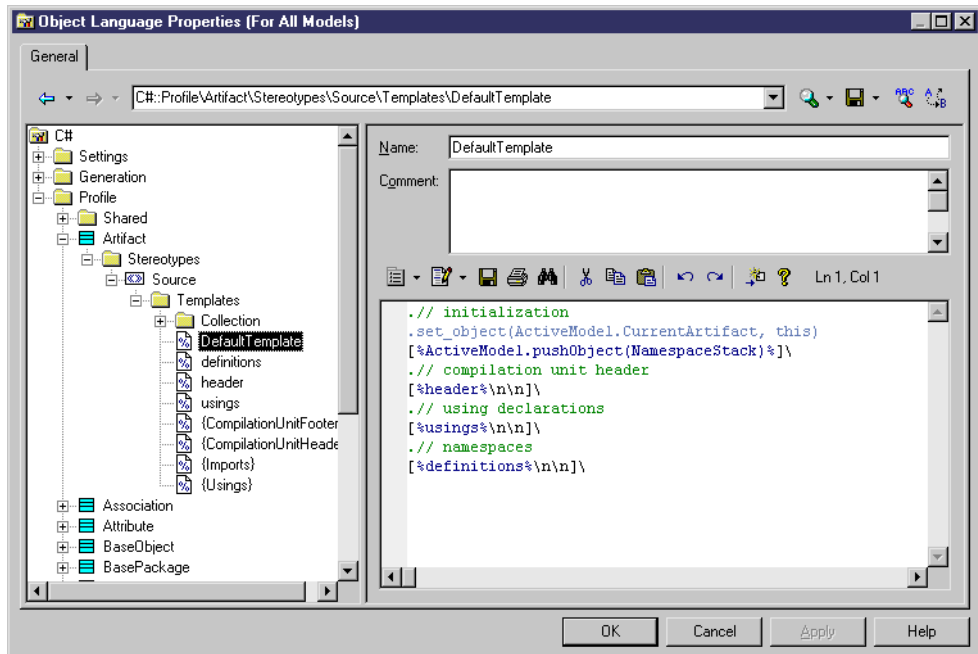 Object Language Properties (For All Models)
General
C#::Profile\Artifact\Stereotypes\Source\Templates\DefaultTemplate
ABC
A
B
C#
Settings
Generation
Profile
Shared
Artifact
Stereotypes
Source
Templates
Collection
DefaultTemplate
definitions
header
usings
{CompilationUnitFooter
{CompilationUnitHeade
{Imports}
{Usings}
Association
Attribute
BaseObject
BasePackage
Name:
DefaultTemplate
Comment:
Ln 1, Col 1
.// initialization
.set_object(ActiveModel.CurrentArtifact, this)
[%ActiveModel.pushObject(NamespaceStack)%]\
.// compilation unit header
[%header%\n\n]\
.// using declarations
[%usings%\n\n]\
.// namespaces
[%definitions%\n\n]\
OK
Cancel
Apply
Help